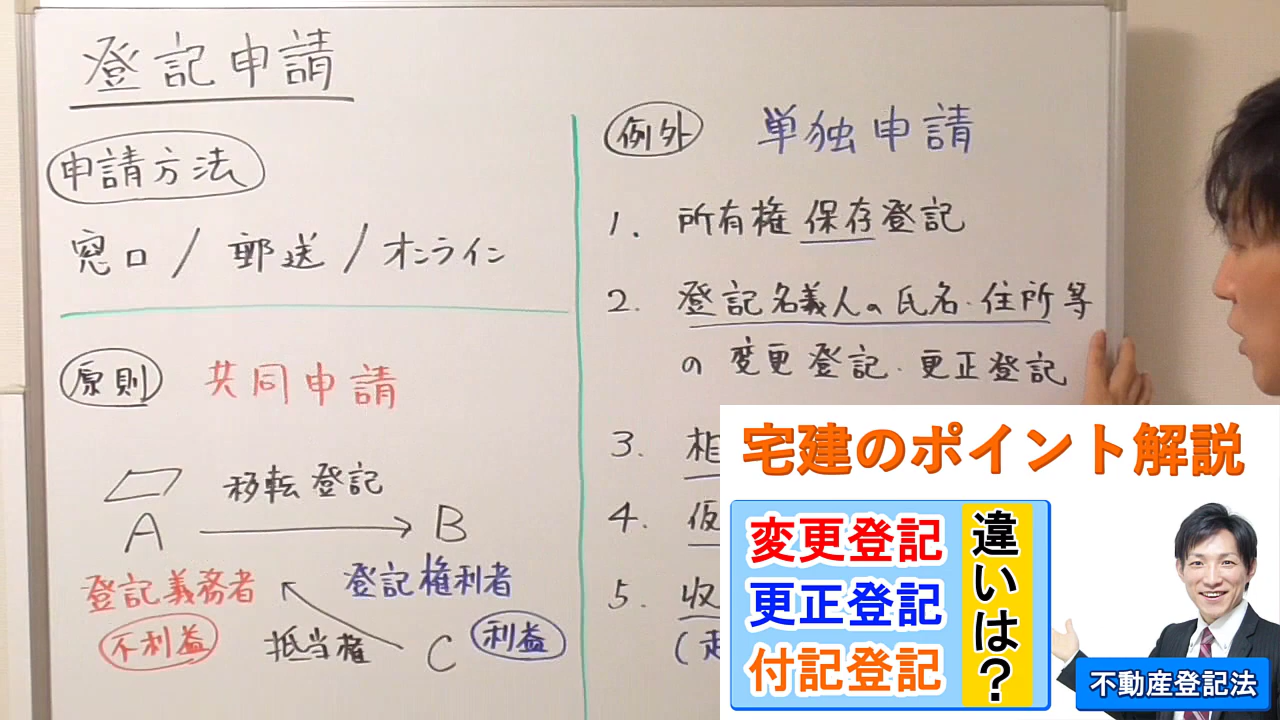 登記申請
申請方法
窓口 / 郵送 / オンライン
原則 共同申請
移転登記
A B
登記義務者 登記権利者
不利益 抵当権 C 利益
例外 単独申請
1. 所有権保存登記
2. 登記名義人の氏名・住所等
の変更登記・更正登記
3. 相
4. 仮
5. 収
宅建のポイント解説
変更登記
更正登記
付記登記
違いは?
不動産登記法